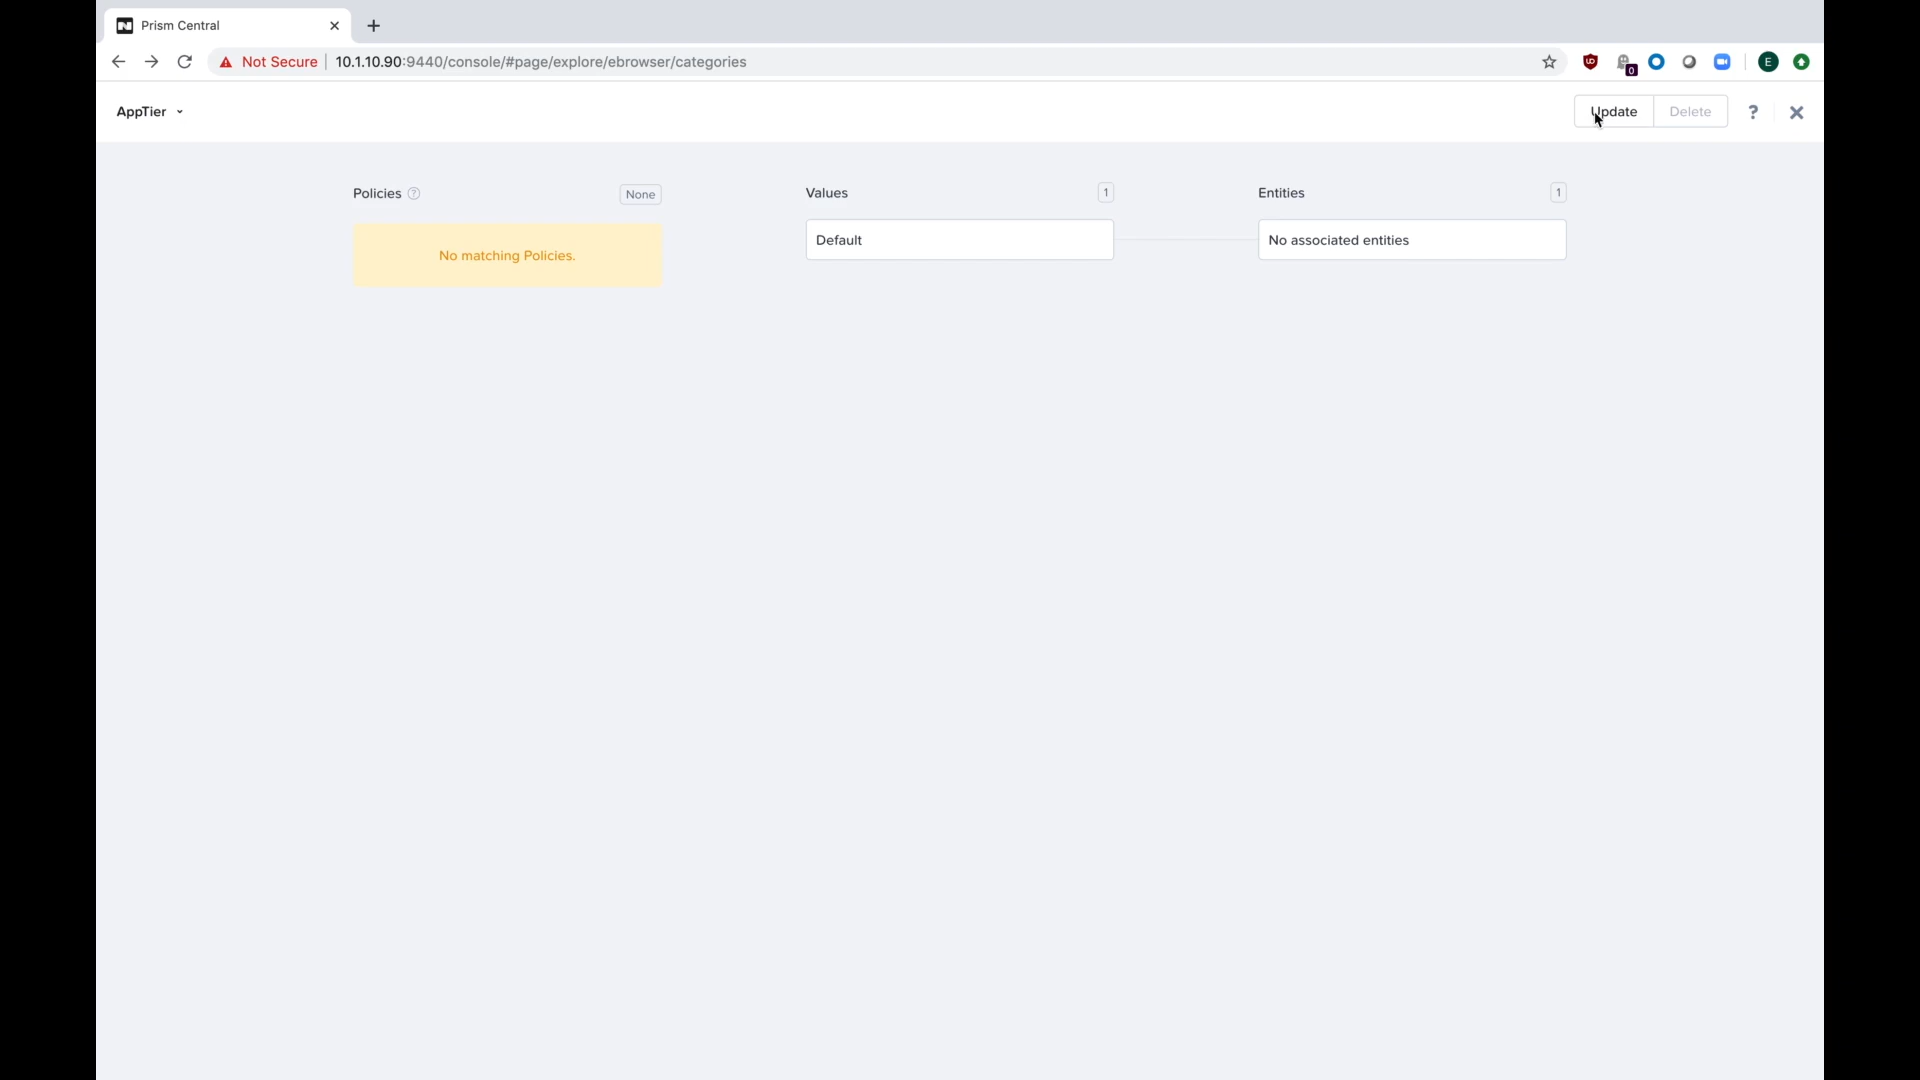 Prism Central
Not Secure 10.1.10.90:9440/console/#page/explore/ebrowser/categories
0
E
AppTier
Update Delete ?
Policies ? None
No matching Policies.
Values 1
Default
Entities 1
No associated entities